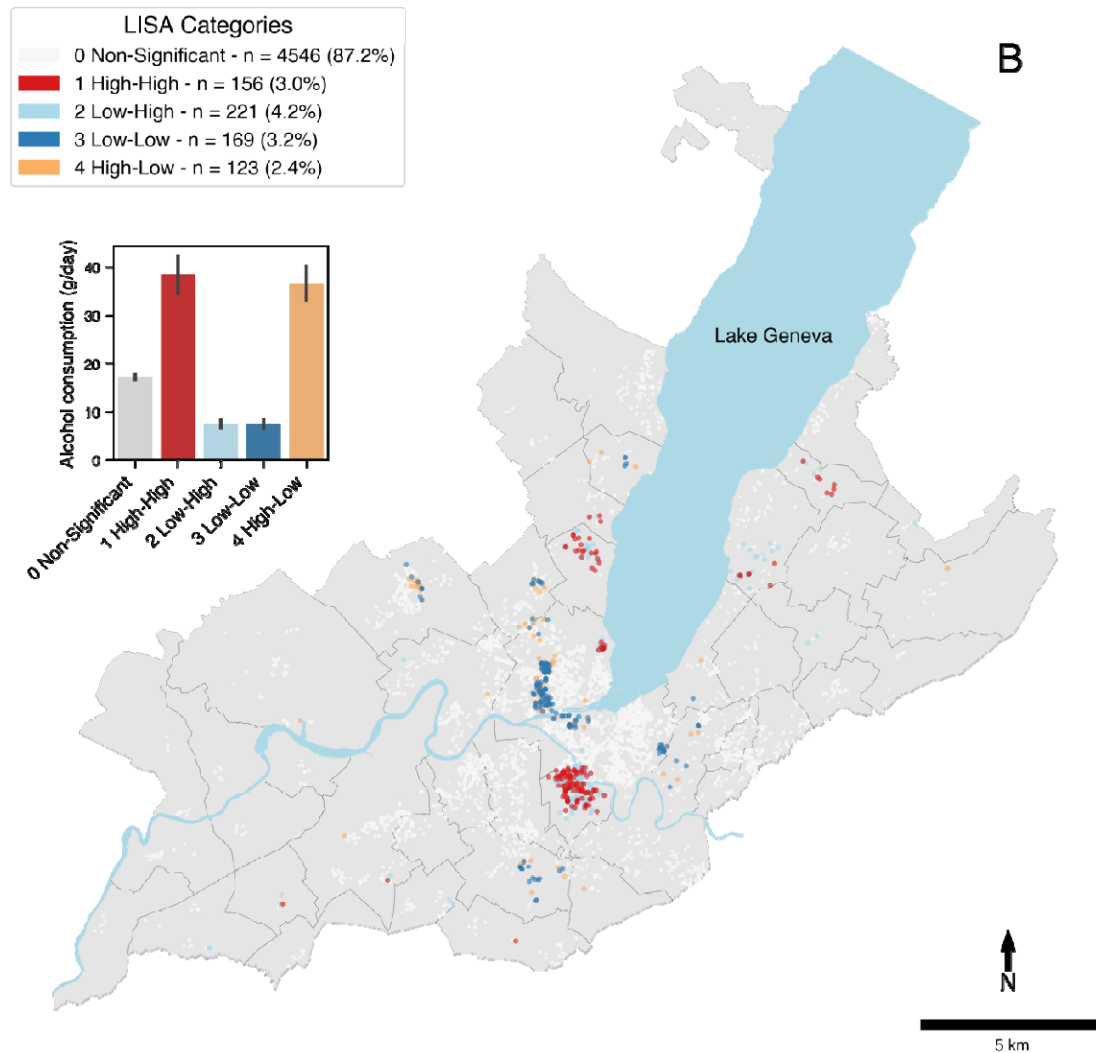 LISA Categories
0 Non-Significant - n = 4546 (87.2%)
1 High-High - n = 156 (3.0%)
2 Low-High - n = 221 (4.2%)
3 Low-Low - n = 169 (3.2%)
4 High-Low - n = 123 (2.4%)
B
Alcohol consumption (g/day)
40
30
20
10
0
0 Non-Significant
1 High-High
2 Low-High
3 Low-Low
4 High-Low
Lake Geneva
N
5 km